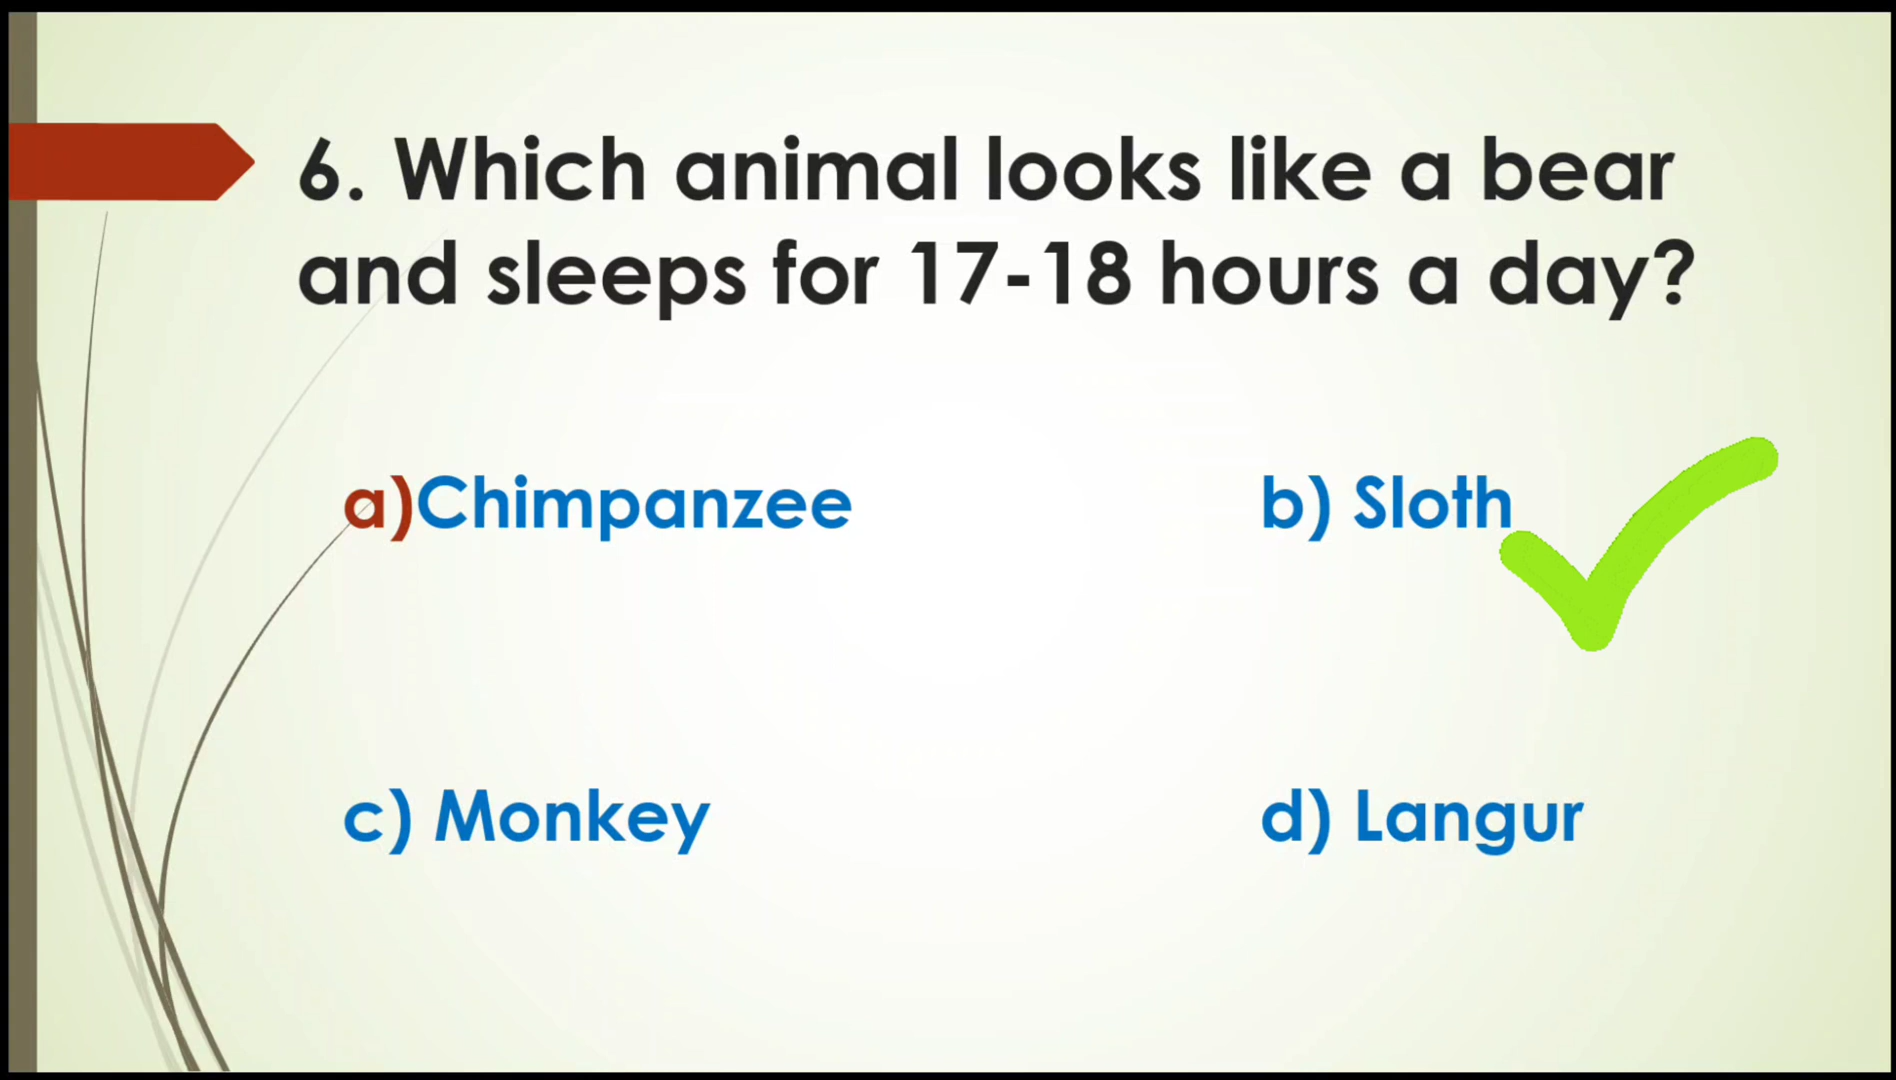 6. Which animal looks like a bear
and sleeps for 17-18 hours a day?
a)Chimpanzee
b) Sloth
c) Monkey
d) Langur